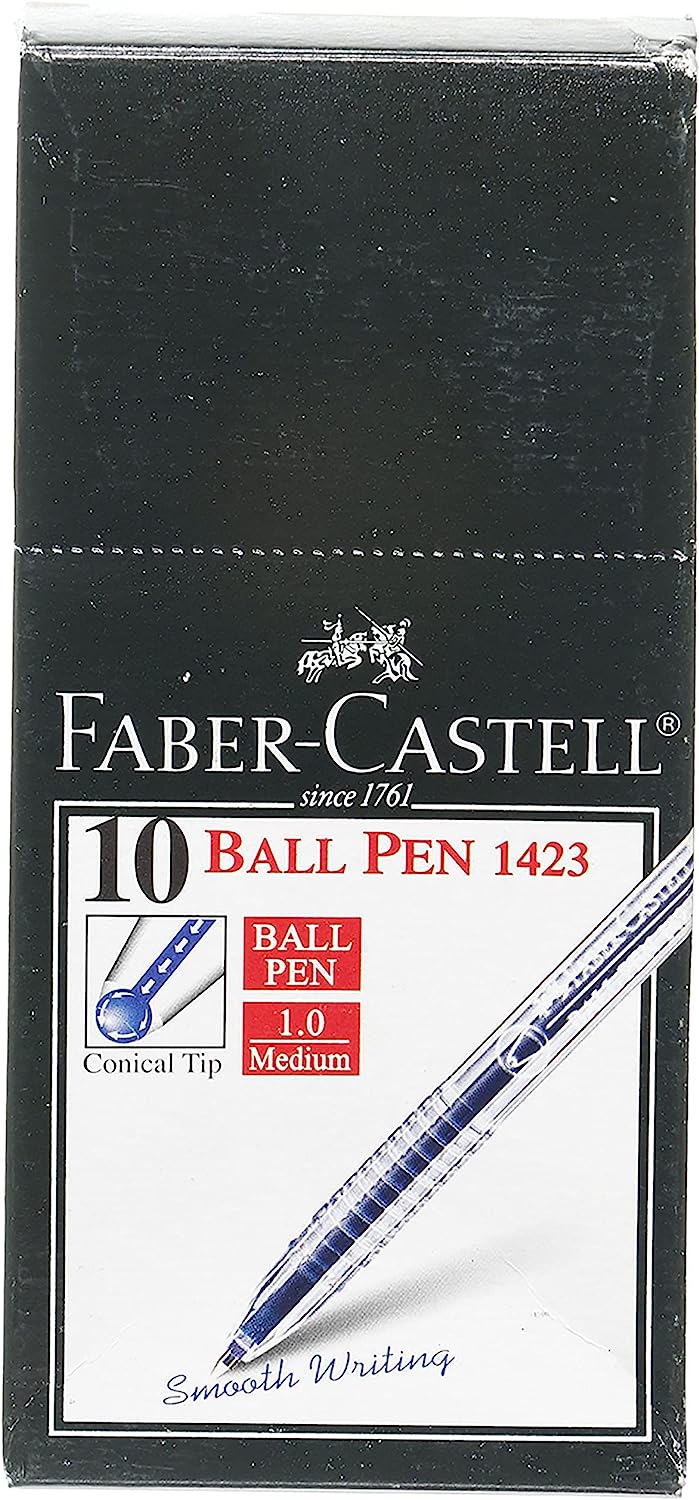 FABER-CASTELL®
since 1761
10 BALL PEN 1423
BALL
PEN
1.0
Medium
Conical Tip
Smooth Writing